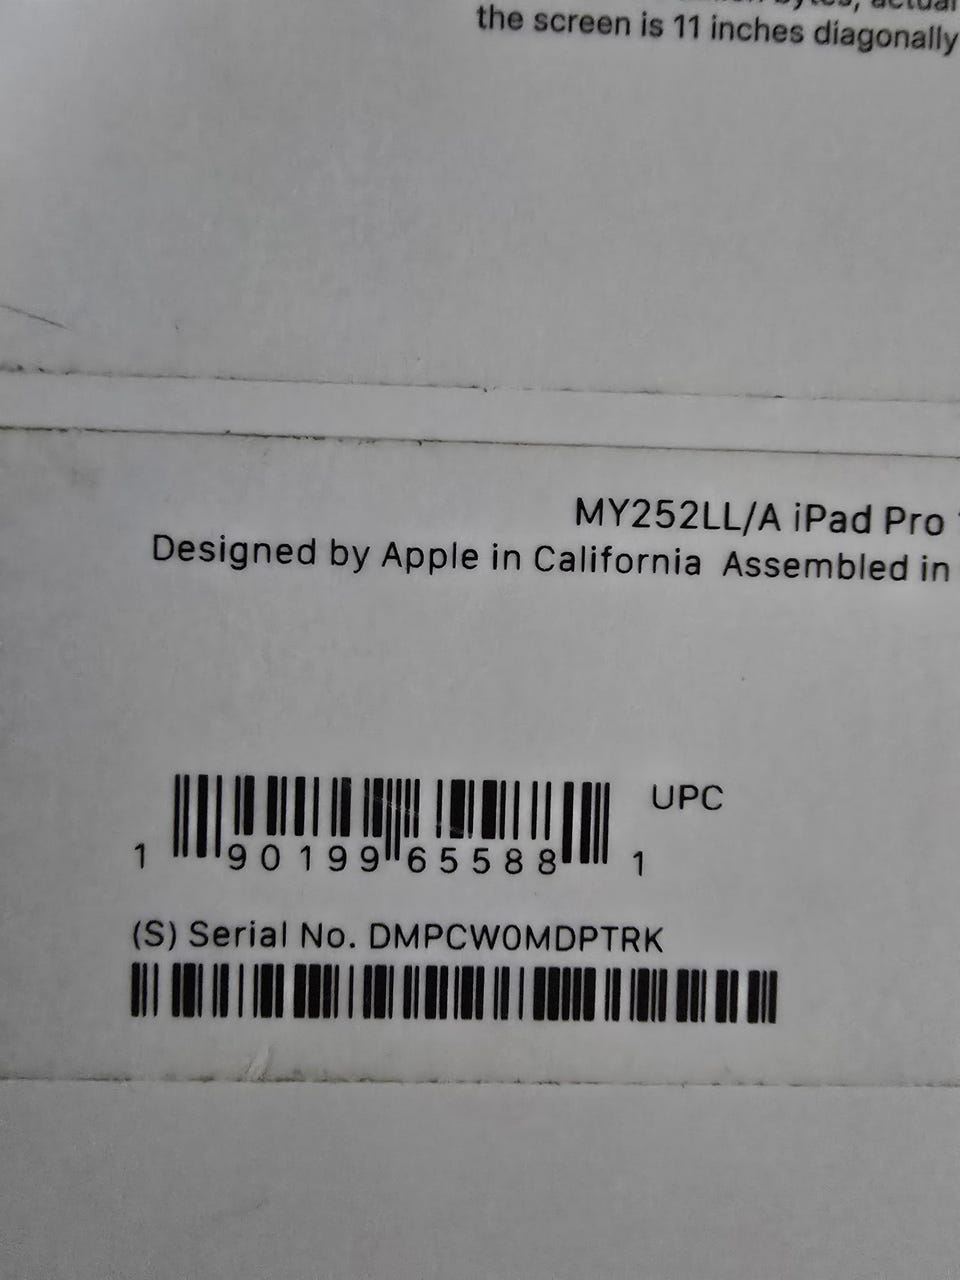 actual
the screen is 11 inches diagonally
MY252LL/A iPad Pro
Designed by Apple in California Assembled in
UPC
1 90199 65588 1
(S) Serial No. DMPCW0MDPTRK